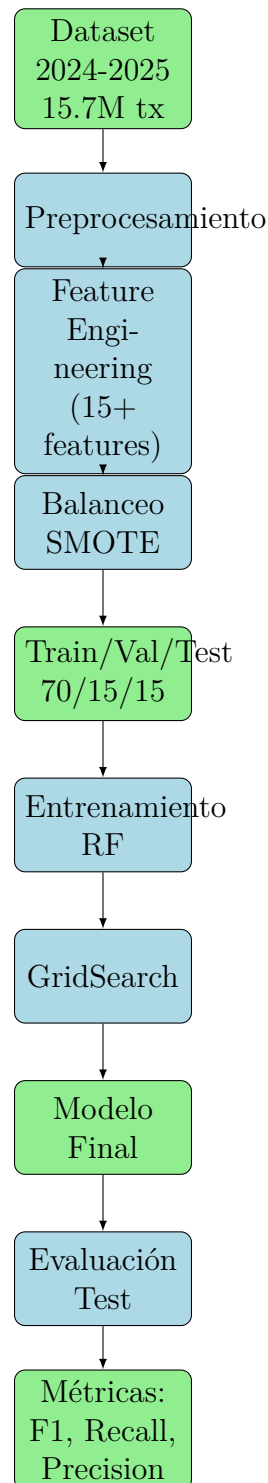 Dataset
2024-2025
15.7M tx
Preprocesamiento
Feature
Engi-
neering
(15+
features)
Balanceo
SMOTE
Train/Val/Test
70/15/15
Entrenamiento
RF
GridSearch
Modelo
Final
Evaluación
Test
Métricas:
F1, Recall,
Precision